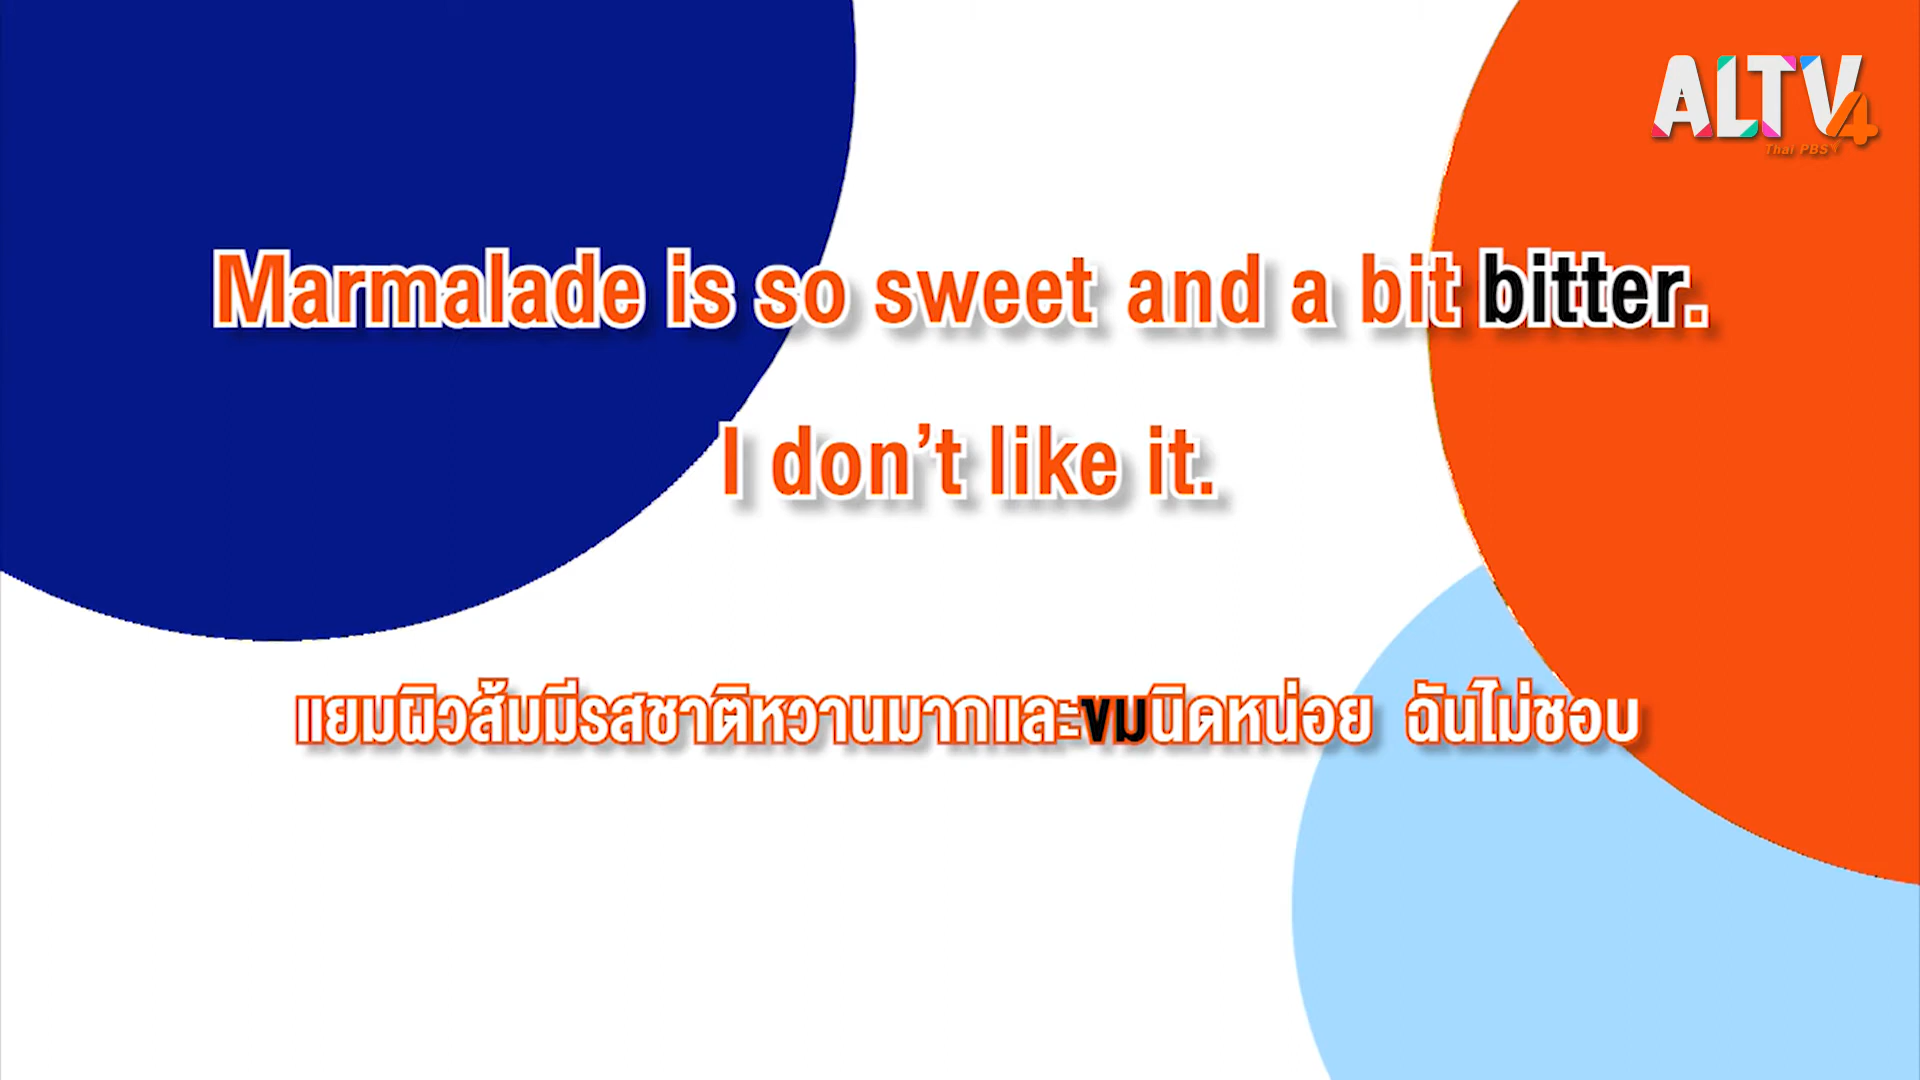 ALTV4
Thai PBS
Marmalade is so sweet and a bit bitter.
I don’t like it.
แยมผิวส้มมีรสชาติหวานมากและขมนิดหน่อย ฉันไม่ชอบ